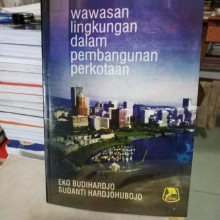 wawasan
lingkungan
dalam
pembangunan
perkotaan
EKO BUDIHARDJO
SUDANTI HARDJOHUBOJO